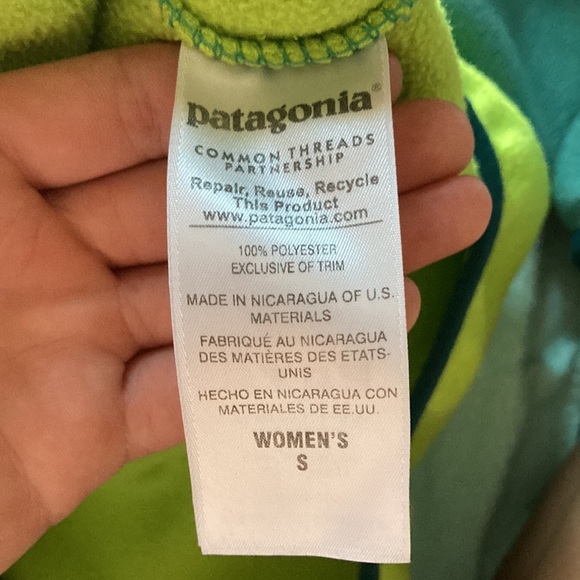 patagonia®
COMMON THREADS
PARTNERSHIP
Repair, Reuse, Recycle
This Product
www.patagonia.com
100% POLYESTER
EXCLUSIVE OF TRIM
MADE IN NICARAGUA OF U.S.
MATERIALS
FABRIQUÉ AU NICARAGUA
DES MATIÈRES DES ETATS-
UNIS
HECHO EN NICARAGUA CON
MATERIALES DE EE.UU.
WOMEN'S
S